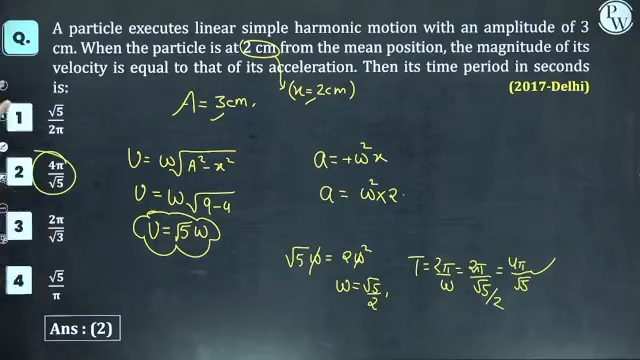 Q. A particle executes linear simple harmonic motion with an amplitude of 3
cm. When the particle is at 2 cm from the mean position, the magnitude of its
velocity is equal to that of its acceleration. Then its time period in seconds
is: (2017-Delhi)
PW
(x=2cm)
A = 3cm.
1 √5/2π
2 4π/√5
3 2π/√3
4 √5/π
Ans : (2)
υ = ω√(A²-x²)
υ = ω√(9-4)
υ = √5ω
a = +ω²x
a = ω²×2
√5ω = 2ω²
ω = √5/2,
T = 2π/ω = 2π/(√5/2) = 4π/√5